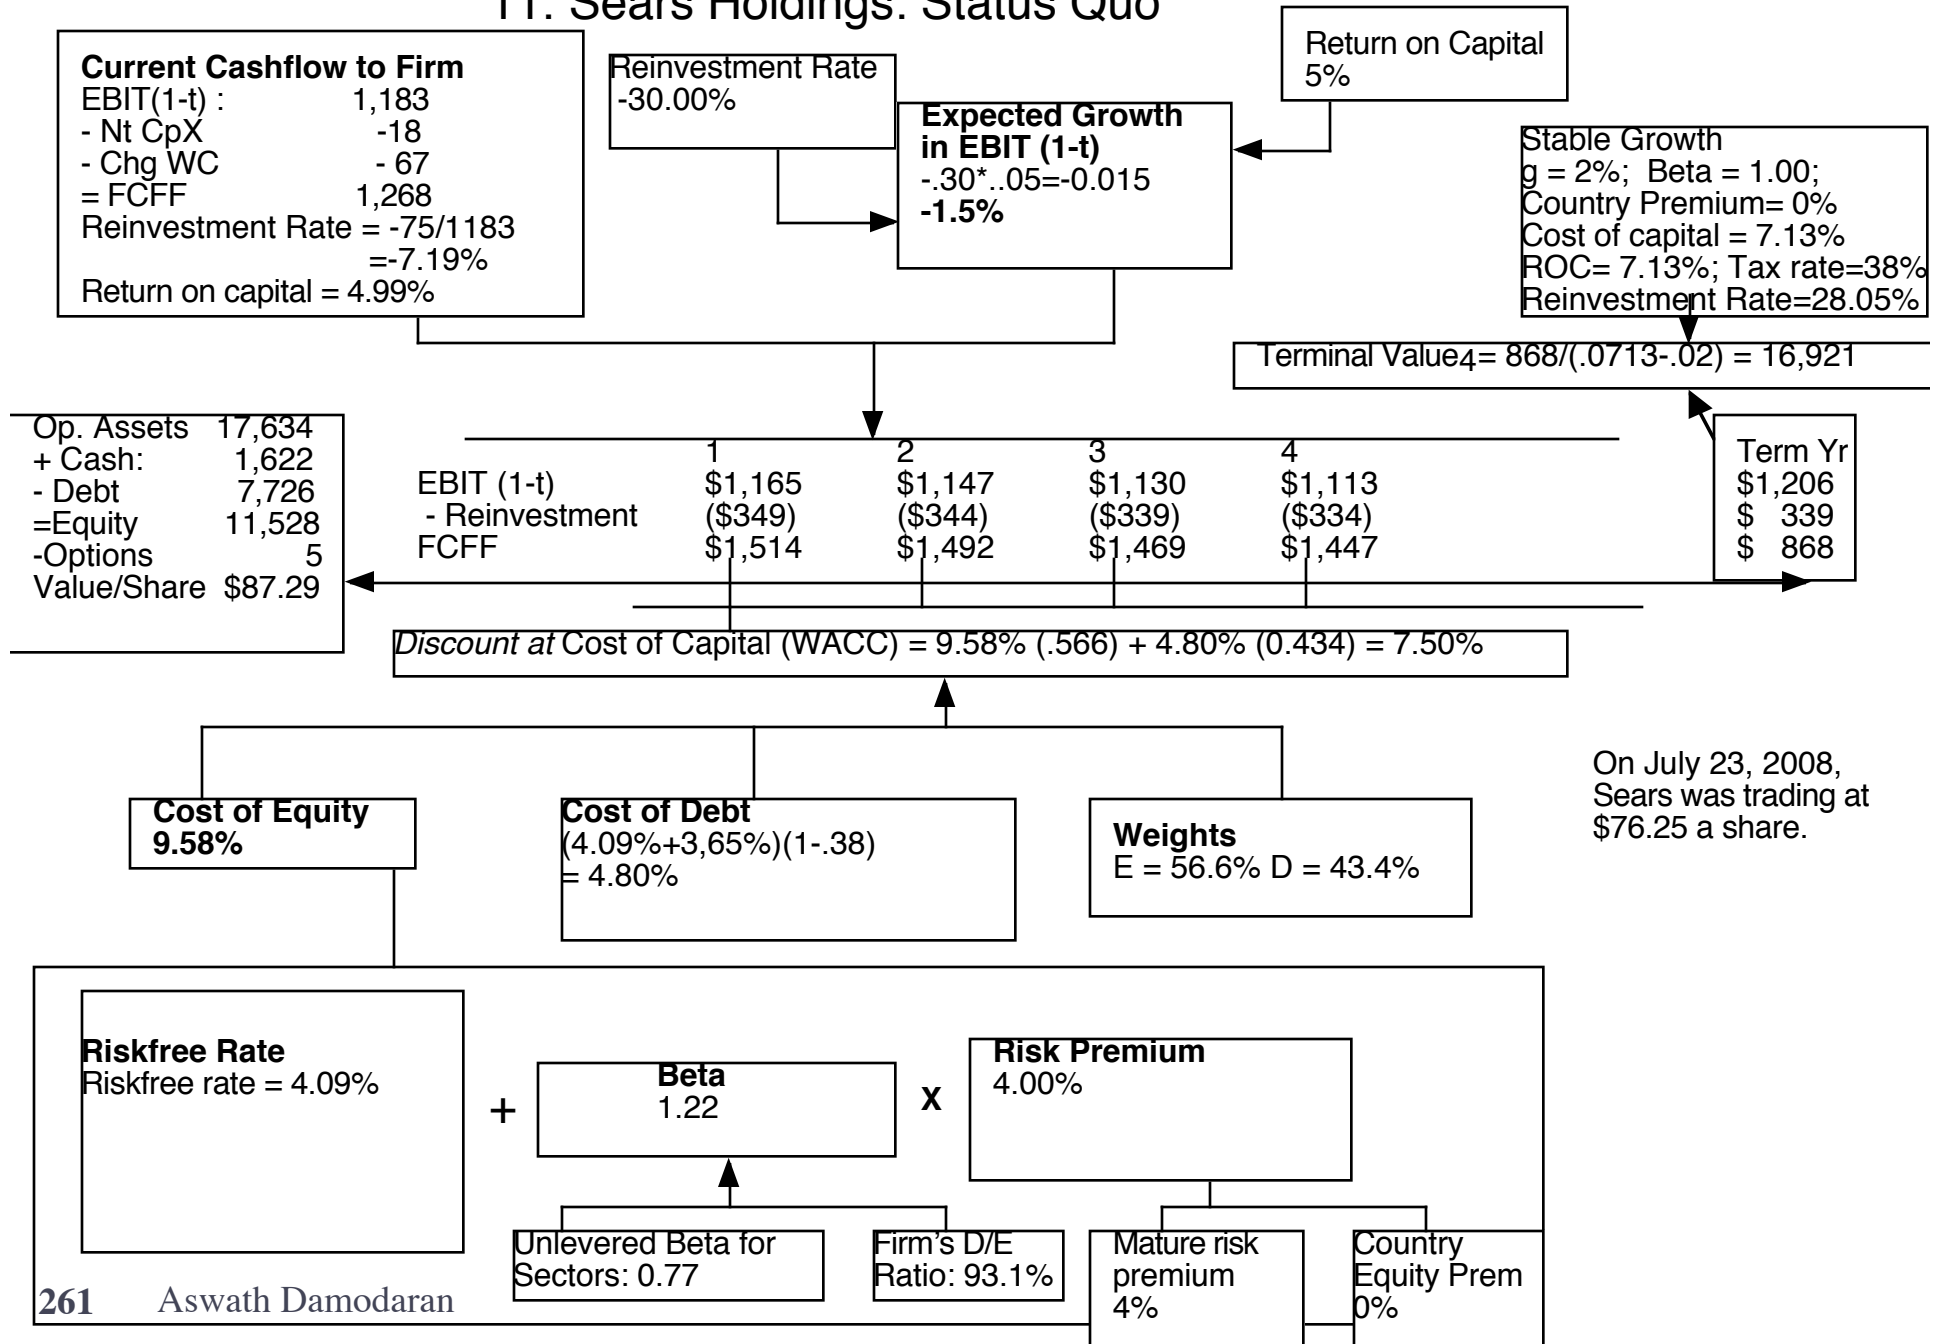 11. Sears Holdings: Status Quo
Current Cashflow to Firm
EBIT(1-t) : 1,183
- Nt CpX -18
- Chg WC - 67
= FCFF 1,268
Reinvestment Rate = -75/1183
=-7.19%
Return on capital = 4.99%
Reinvestment Rate
-30.00%
Expected Growth
in EBIT (1-t)
-.30*..05=-0.015
-1.5%
Return on Capital
5%
Stable Growth
g = 2%; Beta = 1.00;
Country Premium= 0%
Cost of capital = 7.13%
ROC= 7.13%; Tax rate=38%
Reinvestment Rate=28.05%
Terminal Value4= 868/(.0713-.02) = 16,921
Op. Assets 17,634
+ Cash: 1,622
- Debt 7,726
=Equity 11,528
-Options 5
Value/Share $87.29
1 2 3 4
EBIT (1-t) $1,165 $1,147 $1,130 $1,113
- Reinvestment ($349) ($344) ($339) ($334)
FCFF $1,514 $1,492 $1,469 $1,447
Term Yr
$1,206
$ 339
$ 868
Discount at Cost of Capital (WACC) = 9.58% (.566) + 4.80% (0.434) = 7.50%
On July 23, 2008,
Sears was trading at
$76.25 a share.
Cost of Equity
9.58%
Cost of Debt
(4.09%+3,65%)(1-.38)
= 4.80%
Weights
E = 56.6% D = 43.4%
Riskfree Rate
Riskfree rate = 4.09%
+
Beta
1.22
X
Risk Premium
4.00%
Unlevered Beta for
Sectors: 0.77
Firm's D/E
Ratio: 93.1%
Mature risk
premium
4%
Country
Equity Prem
0%
261 Aswath Damodaran